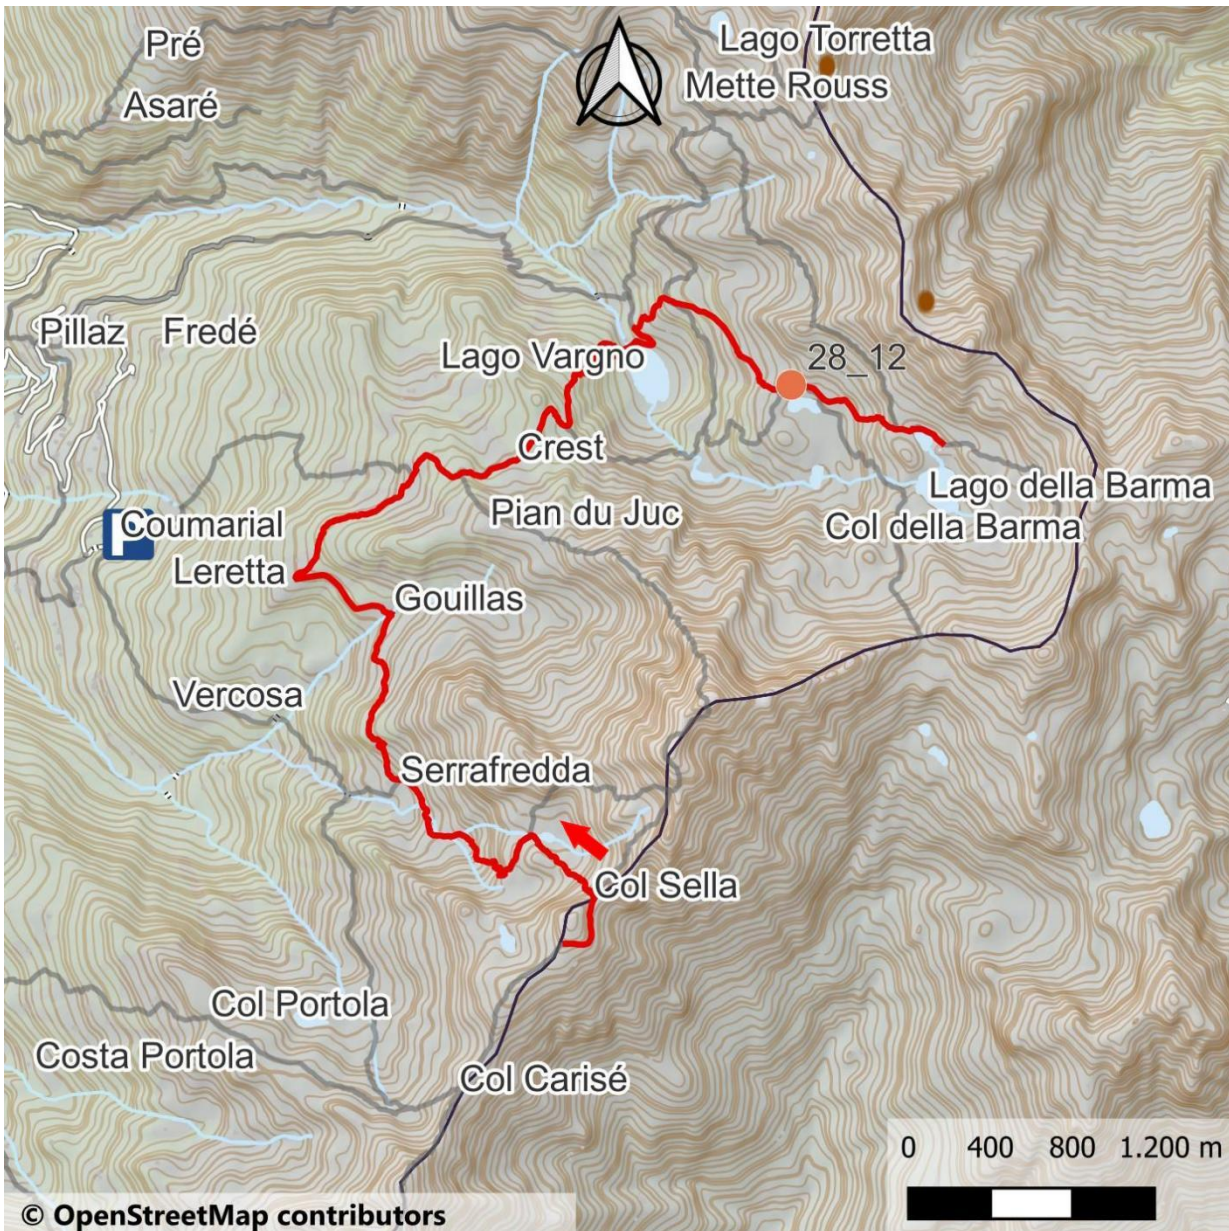 Pré
Lago Torretta
Mette Rouss
Asaré
Pillaz
Fredé
Lago Vargno
28_12
Crest
Lago della Barma
Pian du Juc
Col della Barma
P
Coumarial
Leretta
Gouillas
Vercosa
Serrafredda
Col Sella
Col Portola
Costa Portola
Col Carisé
0 400 800 1.200 m
© OpenStreetMap contributors